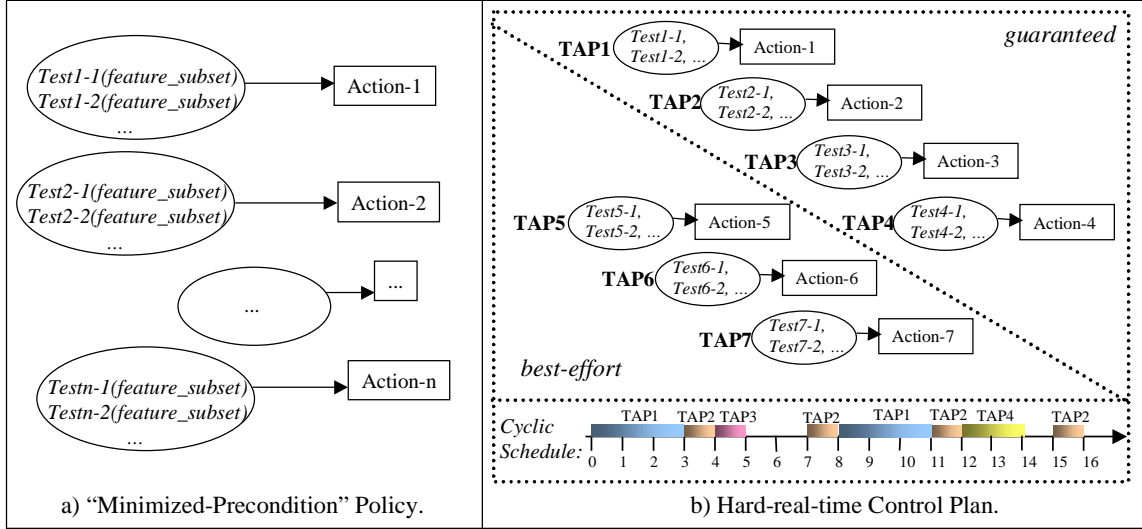 Test1-1(feature_subset)
Test1-2(feature_subset)
...
Action-1
Test2-1(feature_subset)
Test2-2(feature_subset)
...
Action-2
...
...
Testn-1(feature_subset)
Testn-2(feature_subset)
...
Action-n
a) “Minimized-Precondition” Policy.
guaranteed
TAP1
Test1-1,
Test1-2, ...
Action-1
TAP2
Test2-1,
Test2-2, ...
Action-2
TAP3
Test3-1,
Test3-2, ...
Action-3
TAP5
Test5-1,
Test5-2, ...
Action-5
TAP4
Test4-1,
Test4-2, ...
Action-4
TAP6
Test6-1,
Test6-2, ...
Action-6
TAP7
Test7-1,
Test7-2, ...
Action-7
best-effort
Cyclic
Schedule:
TAP1 TAP2 TAP3 TAP2 TAP1 TAP2 TAP4 TAP2
0 1 2 3 4 5 6 7 8 9 10 11 12 13 14 15 16
b) Hard-real-time Control Plan.